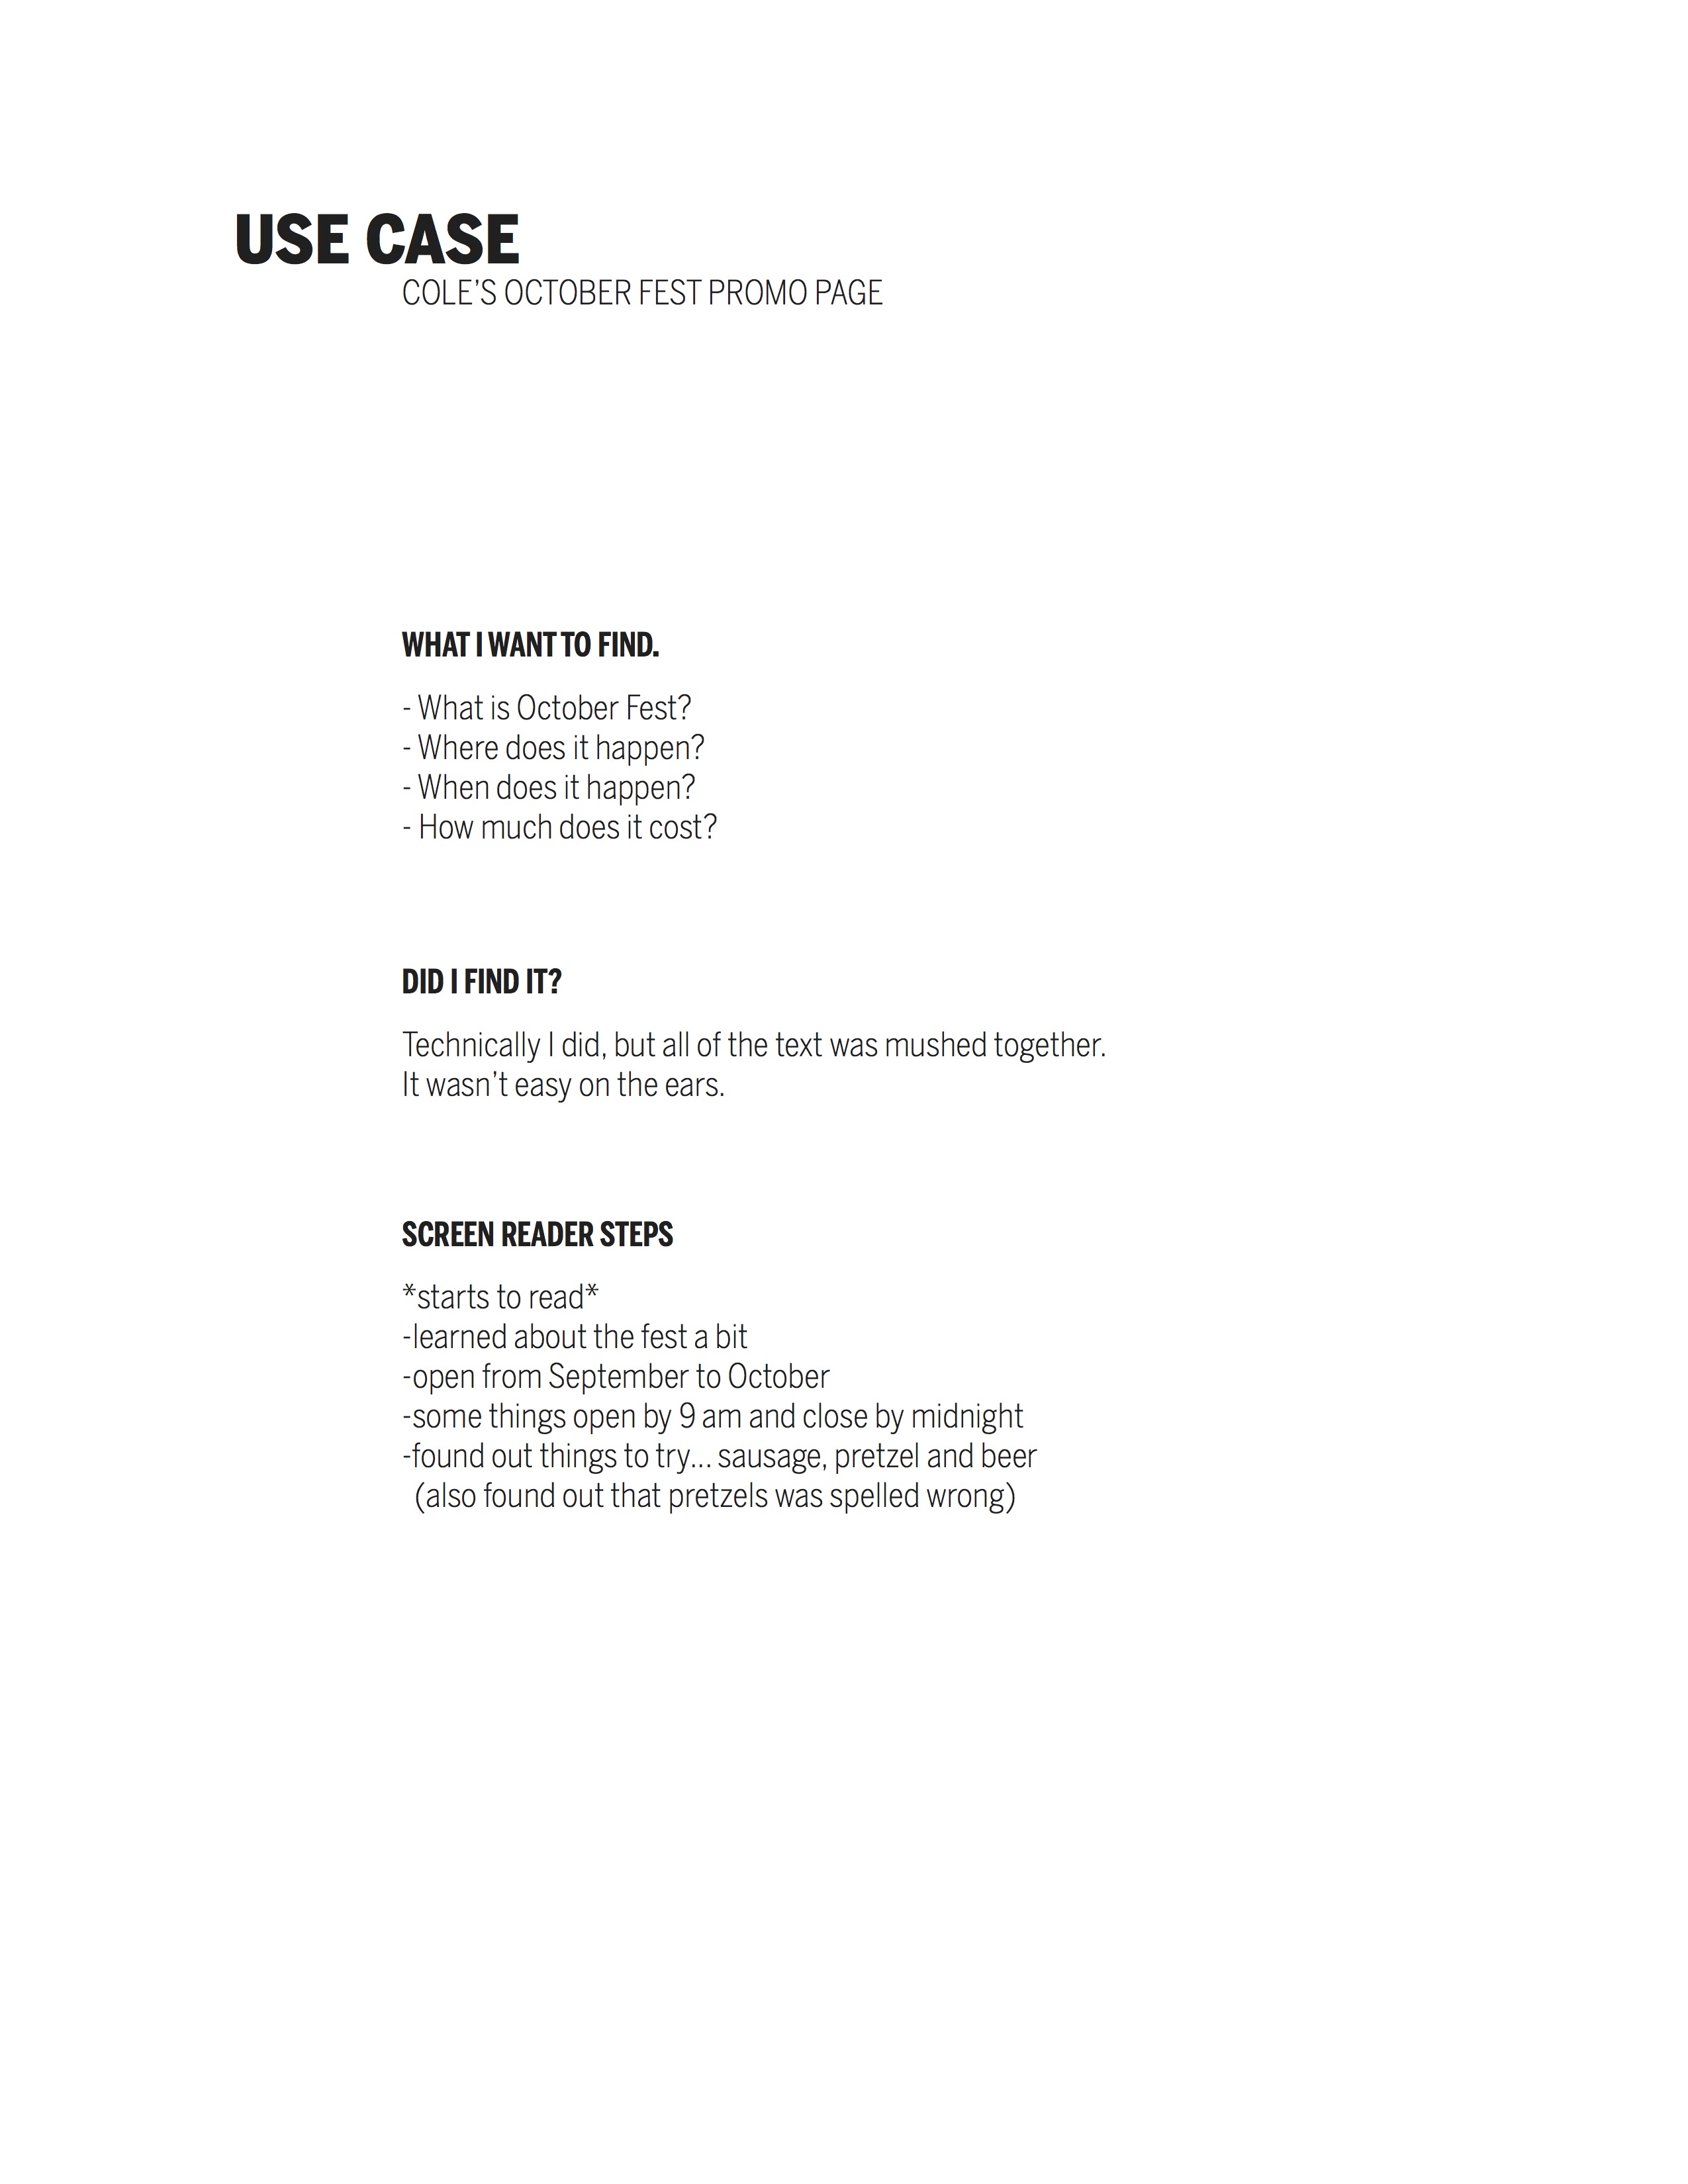 USE CASE
COLE’S OCTOBER FEST PROMO PAGE
WHAT I WANT TO FIND.
- What is October Fest?
- Where does it happen?
- When does it happen?
- How much does it cost?
DID I FIND IT?
Technically I did, but all of the text was mushed together.
It wasn’t easy on the ears.
SCREEN READER STEPS
*starts to read*
-learned about the fest a bit
-open from September to October
-some things open by 9 am and close by midnight
-found out things to try... sausage, pretzel and beer
(also found out that pretzels was spelled wrong)